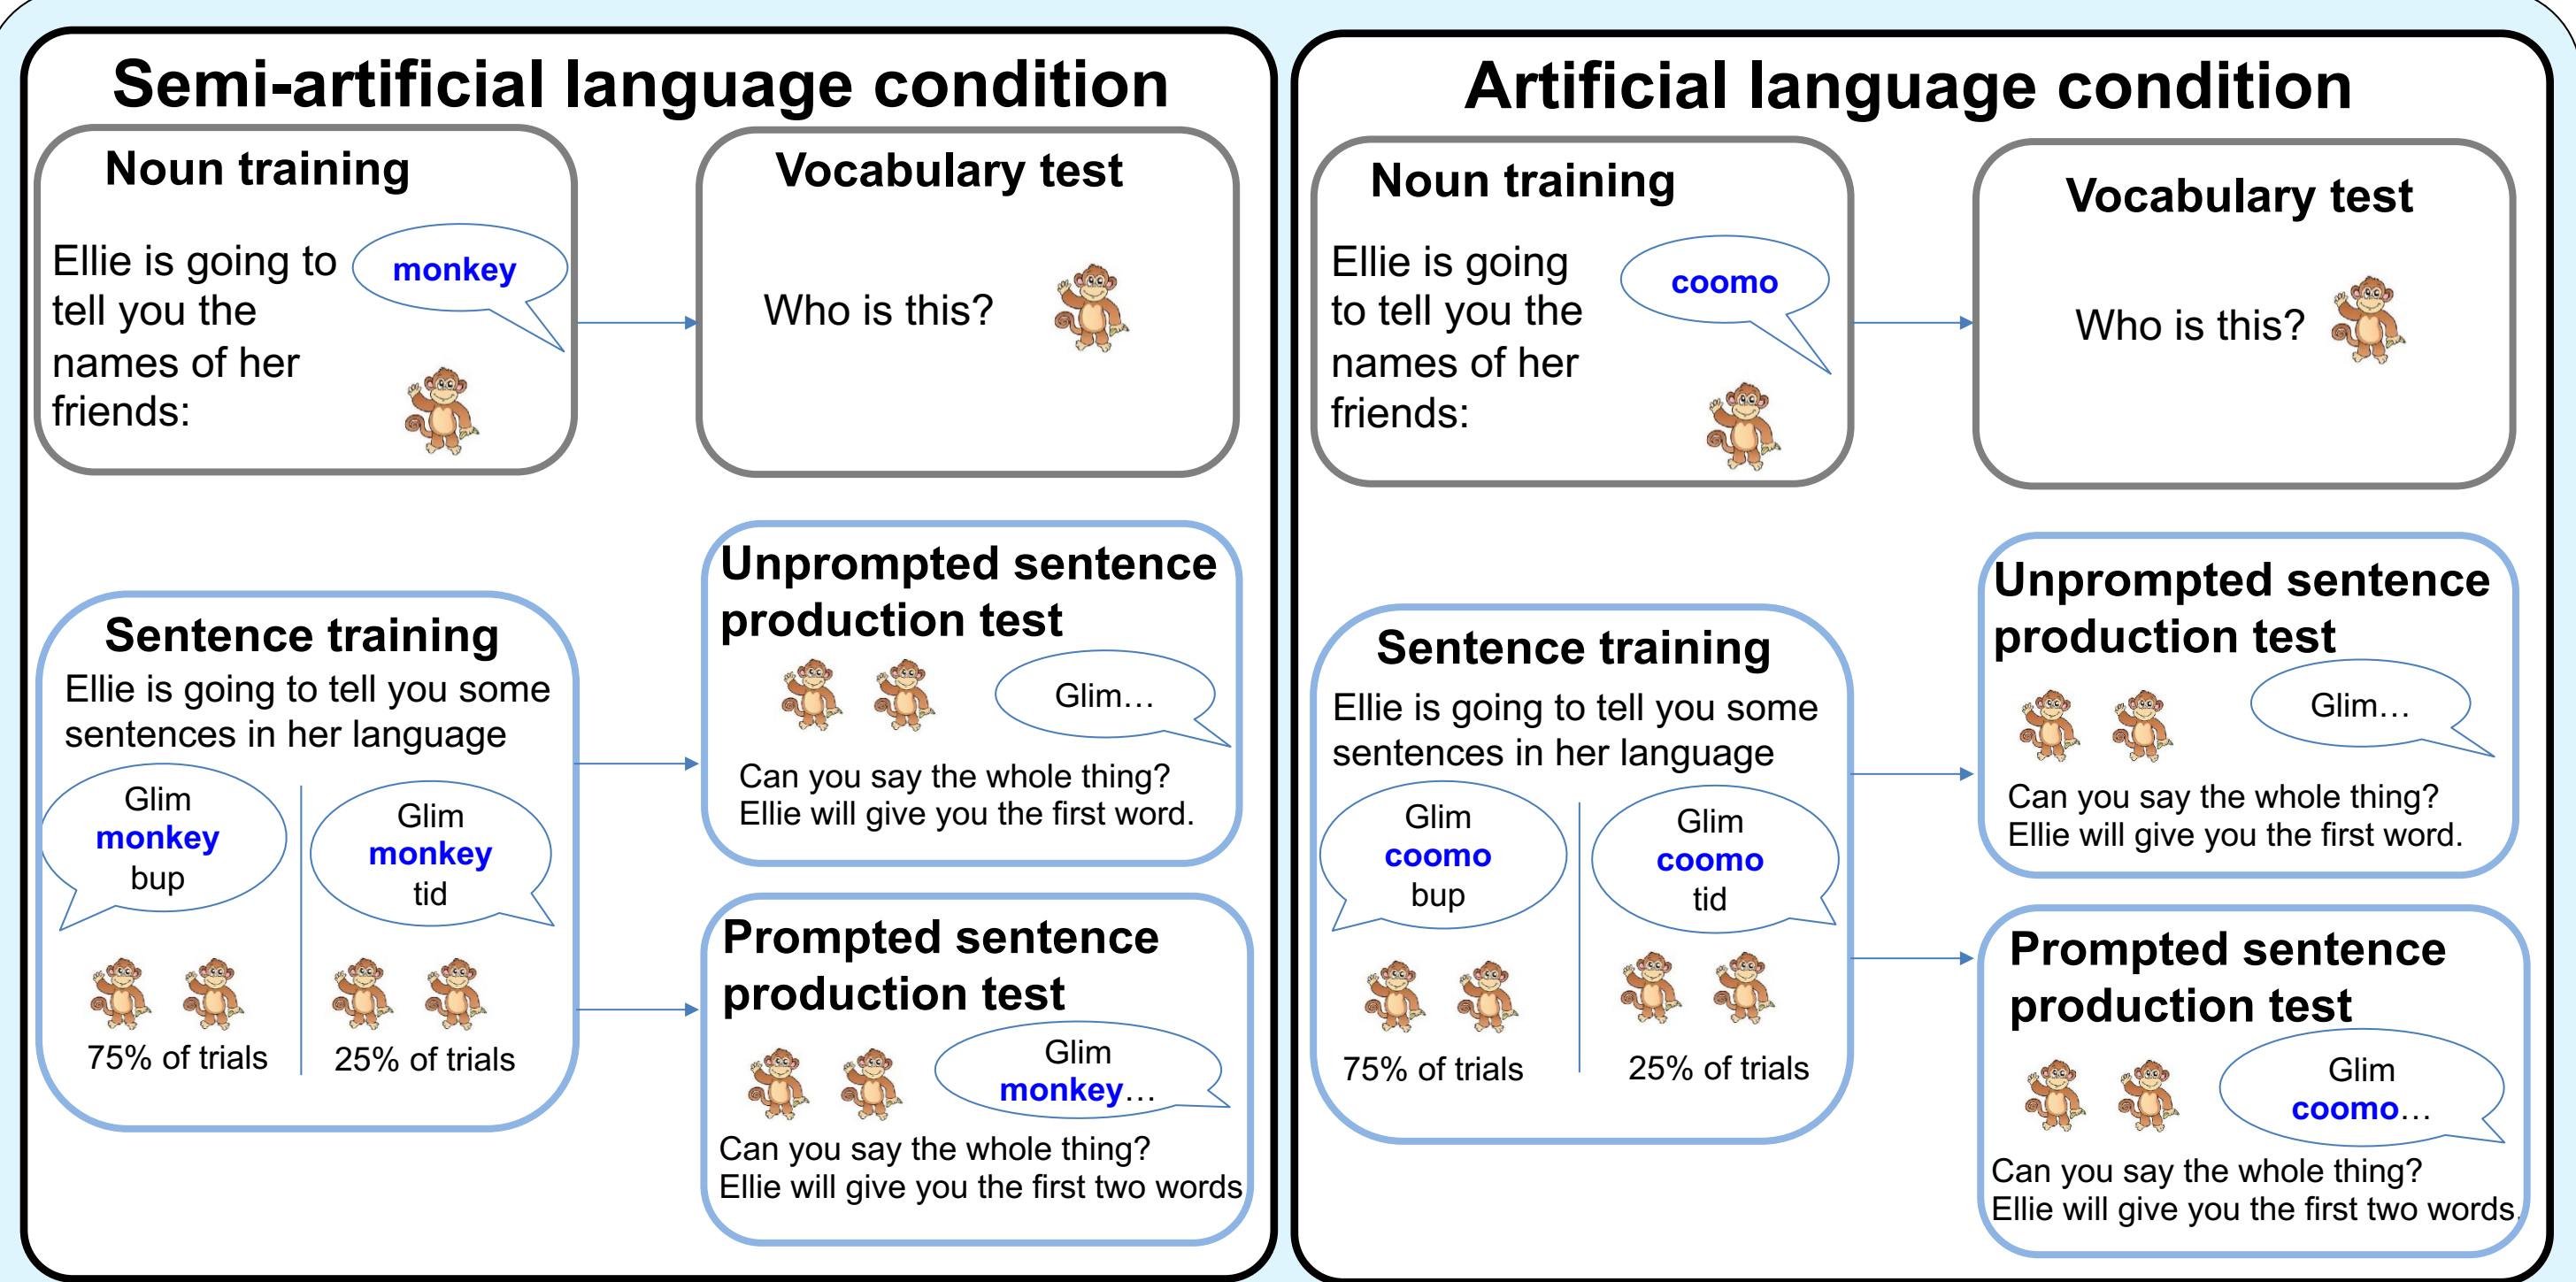 Semi-artificial language condition
Noun training
Ellie is going to
tell you the
names of her
friends:
monkey
Vocabulary test
Who is this?
Sentence training
Ellie is going to tell you some
sentences in her language
Glim
monkey
bup
75% of trials
Glim
monkey
tid
25% of trials
Unprompted sentence
production test
Glim…
Can you say the whole thing?
Ellie will give you the first word.
Prompted sentence
production test
Glim
monkey…
Can you say the whole thing?
Ellie will give you the first two words
Artificial language condition
Noun training
Ellie is going
to tell you the
names of her
friends:
coomo
Vocabulary test
Who is this?
Sentence training
Ellie is going to tell you some
sentences in her language
Glim
coomo
bup
75% of trials
Glim
coomo
tid
25% of trials
Unprompted sentence
production test
Glim…
Can you say the whole thing?
Ellie will give you the first word.
Prompted sentence
production test
Glim
coomo…
Can you say the whole thing?
Ellie will give you the first two words.